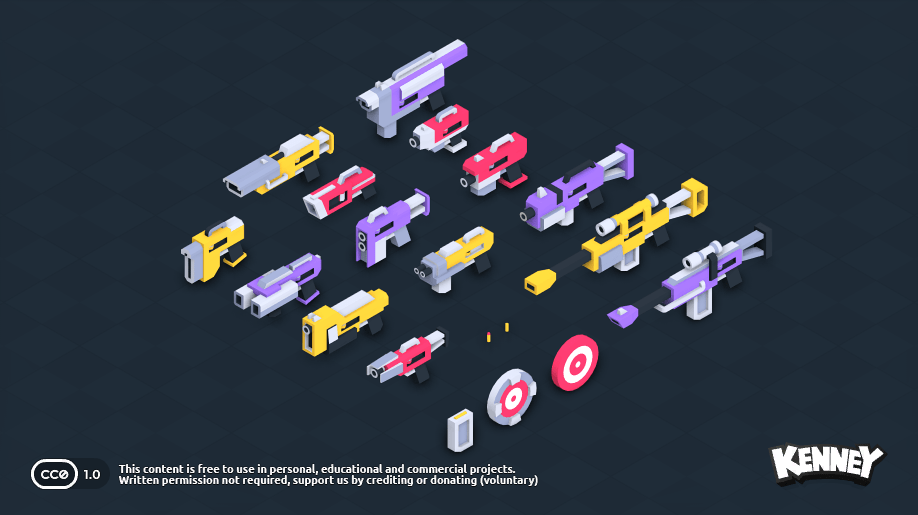 CC0 1.0
This content is free to use in personal, educational and commercial projects.
Written permission not required, support us by crediting or donating (voluntary)
KENNEY